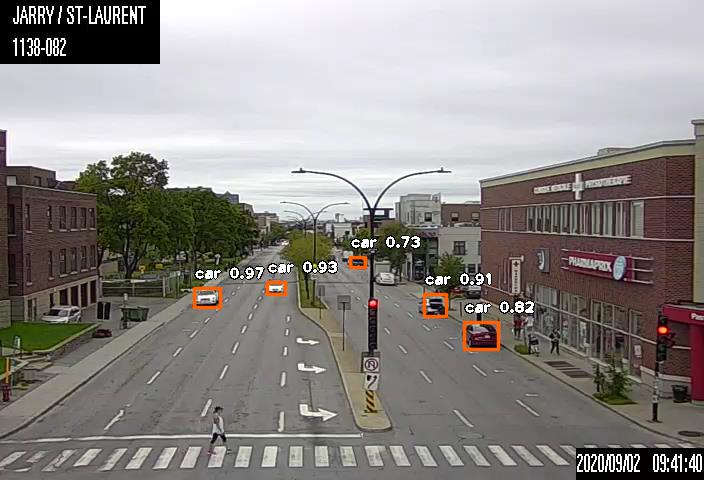 JARRY / ST-LAURENT
1138-082
car 0.97
car 0.93
car 0.73
car 0.91
car 0.82
PHARMAPRIX
2020/09/02 09:41:40